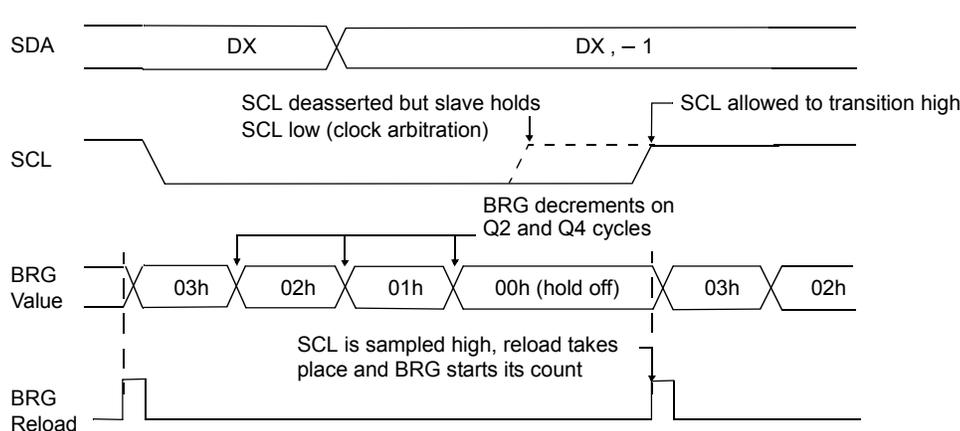 SDA
DX
DX , – 1
SCL deasserted but slave holds
SCL low (clock arbitration)
SCL allowed to transition high
SCL
BRG decrements on
Q2 and Q4 cycles
BRG
Value
03h
02h
01h
00h (hold off)
03h
02h
SCL is sampled high, reload takes
place and BRG starts its count
BRG
Reload